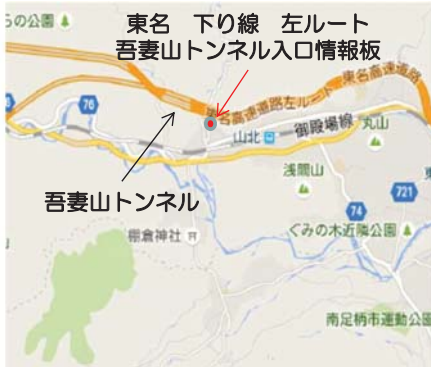 東名　下り線　左ルート
吾妻山トンネル入口情報板
らの公園
76
東名高速道路
高速道路左ルート
山北
御殿場線
丸山
浅間山
吾妻山トンネル
721
74
棚倉神社
ぐみの木近隣公園
南足柄市運動公園